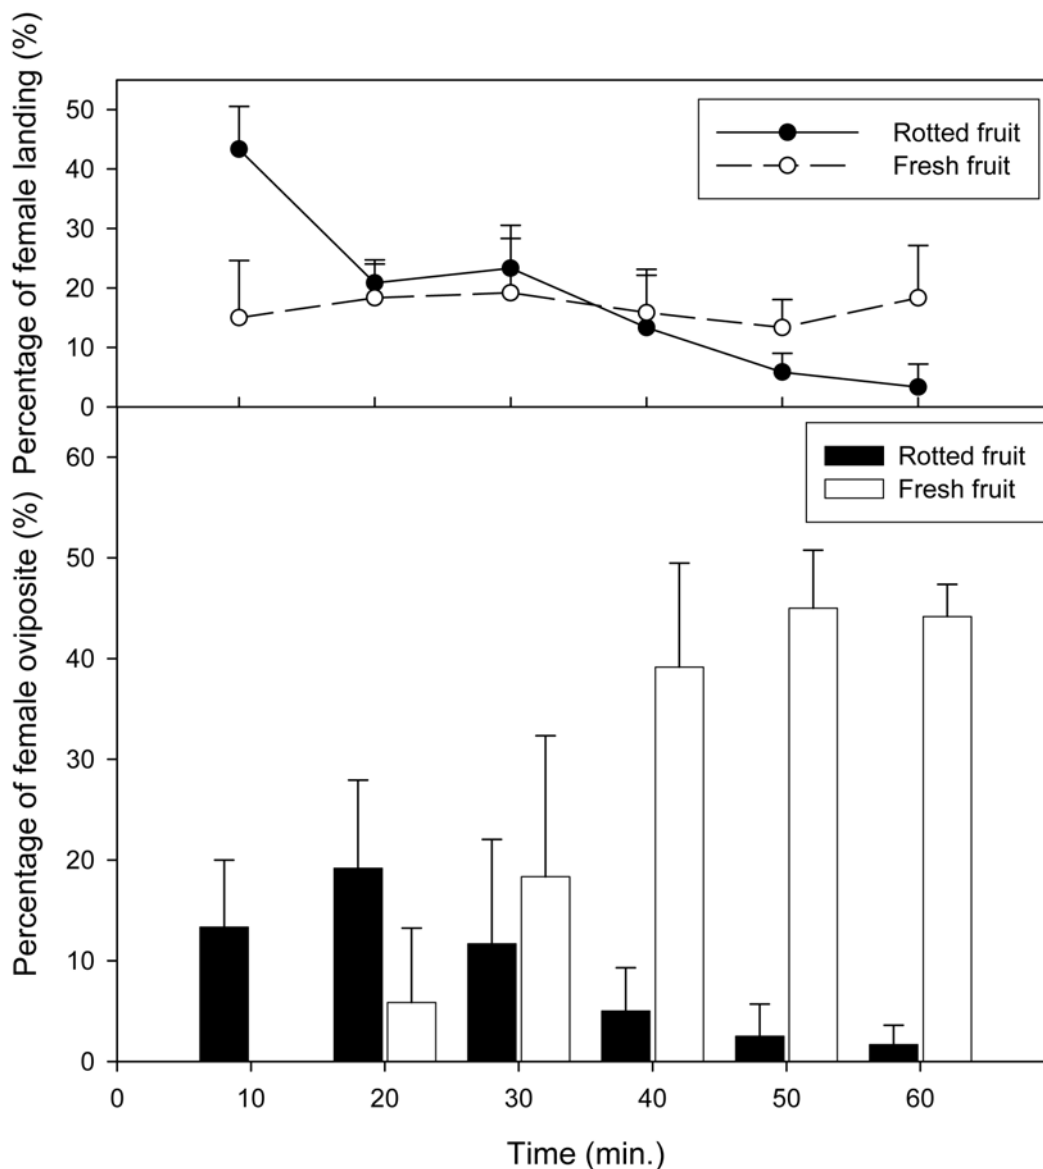 Percentage of female landing (%)
50
40
30
20
10
0
Rotted fruit
Fresh fruit
Percentage of female oviposite (%)
60
50
40
30
20
10
0
Rotted fruit
Fresh fruit
0 10 20 30 40 50 60
Time (min.)